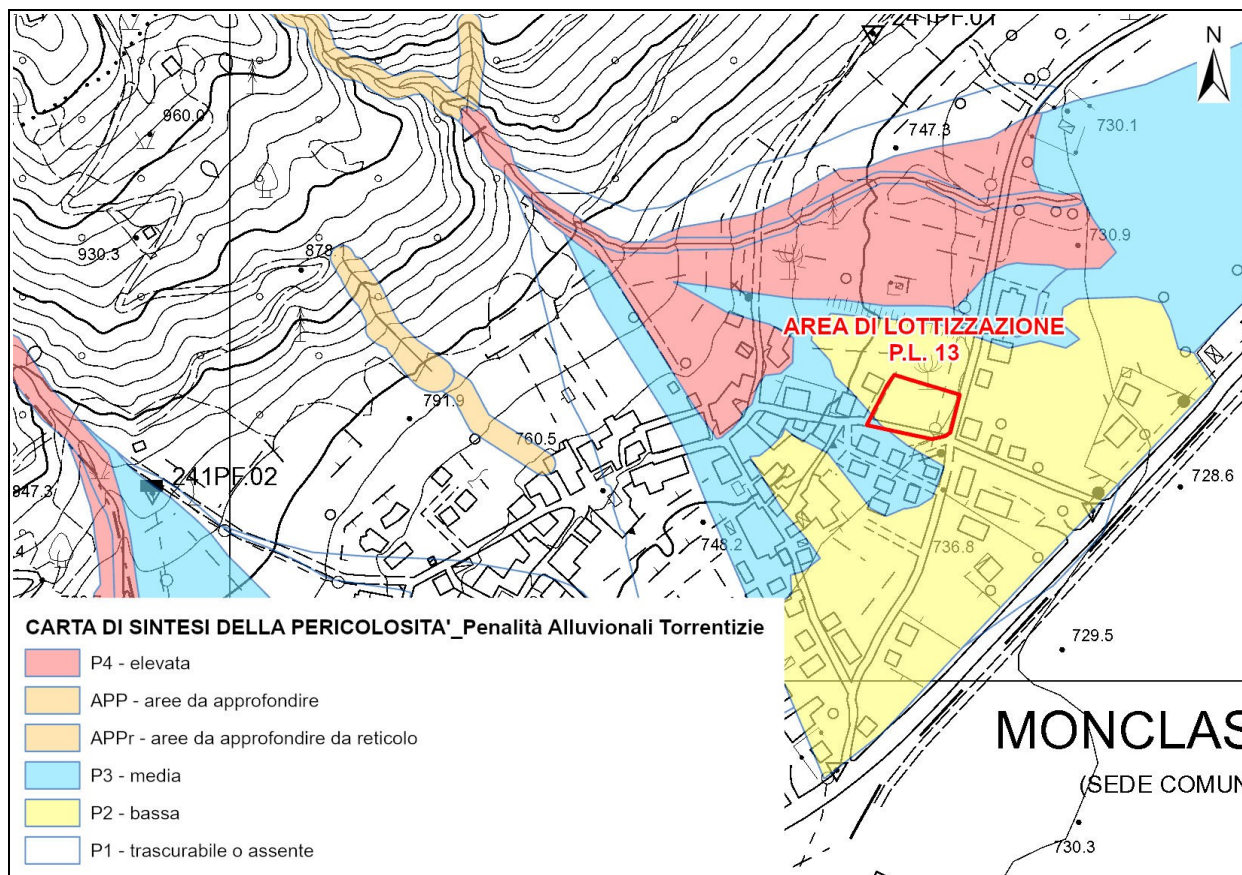 241PF.01
N
960.0
747.3
730.1
930.3
878
730.9
AREA DI LOTTIZZAZIONE
P.L. 13
791.9
760.5
241PF.02
847.3
728.6
748.2
736.8
729.5
MONCLAS
(SEDE COMUN
730.3
CARTA DI SINTESI DELLA PERICOLOSITA'_Penalità Alluvionali Torrentizie
P4 - elevata
APP - aree da approfondire
APPr - aree da approfondire da reticolo
P3 - media
P2 - bassa
P1 - trascurabile o assente